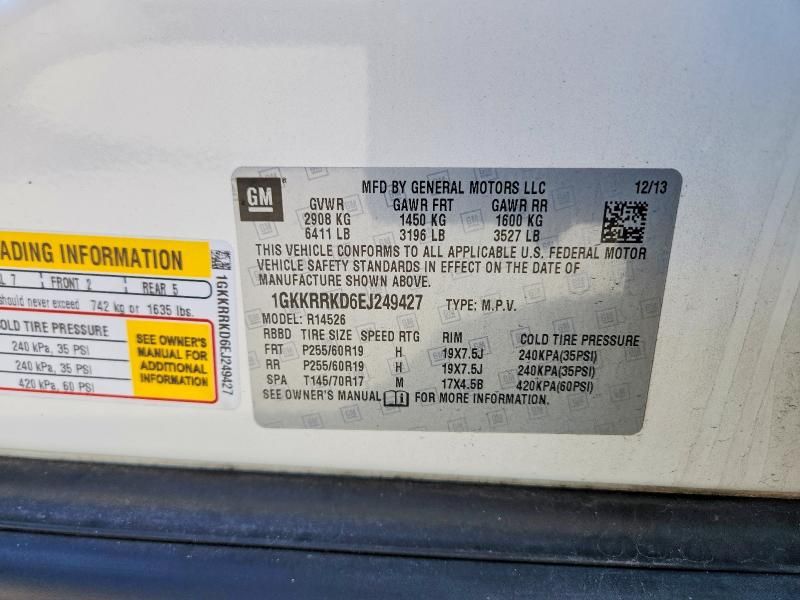 GM
MFD BY GENERAL MOTORS LLC 12/13
GVWR GAWR FRT GAWR RR
2908 KG 1450 KG 1600 KG
6411 LB 3196 LB 3527 LB
THIS VEHICLE CONFORMS TO ALL APPLICABLE U.S. FEDERAL MOTOR
VEHICLE SAFETY STANDARDS IN EFFECT ON THE DATE OF
MANUFACTURE SHOWN ABOVE.
1GKKRRKD6EJ249427 TYPE: M.P.V.
MODEL: R14526
RBBD TIRE SIZE SPEED RTG RIM COLD TIRE PRESSURE
FRT P255/60R19 H 19X7.5J 240KPA(35PSI)
RR P255/60R19 H 19X7.5J 240KPA(35PSI)
SPA T145/70R17 M 17X4.5B 420KPA(60PSI)
SEE OWNER'S MANUAL i FOR MORE INFORMATION.
ADING INFORMATION
L 7 FRONT 2 REAR 5
should never exceed 742 kg or 1635 lbs.
COLD TIRE PRESSURE
240 kPa, 35 PSI
240 kPa, 35 PSI
420 kPa, 60 PSI
SEE OWNER'S
MANUAL FOR
ADDITIONAL
INFORMATION
1GKKRRKD6EJ249427